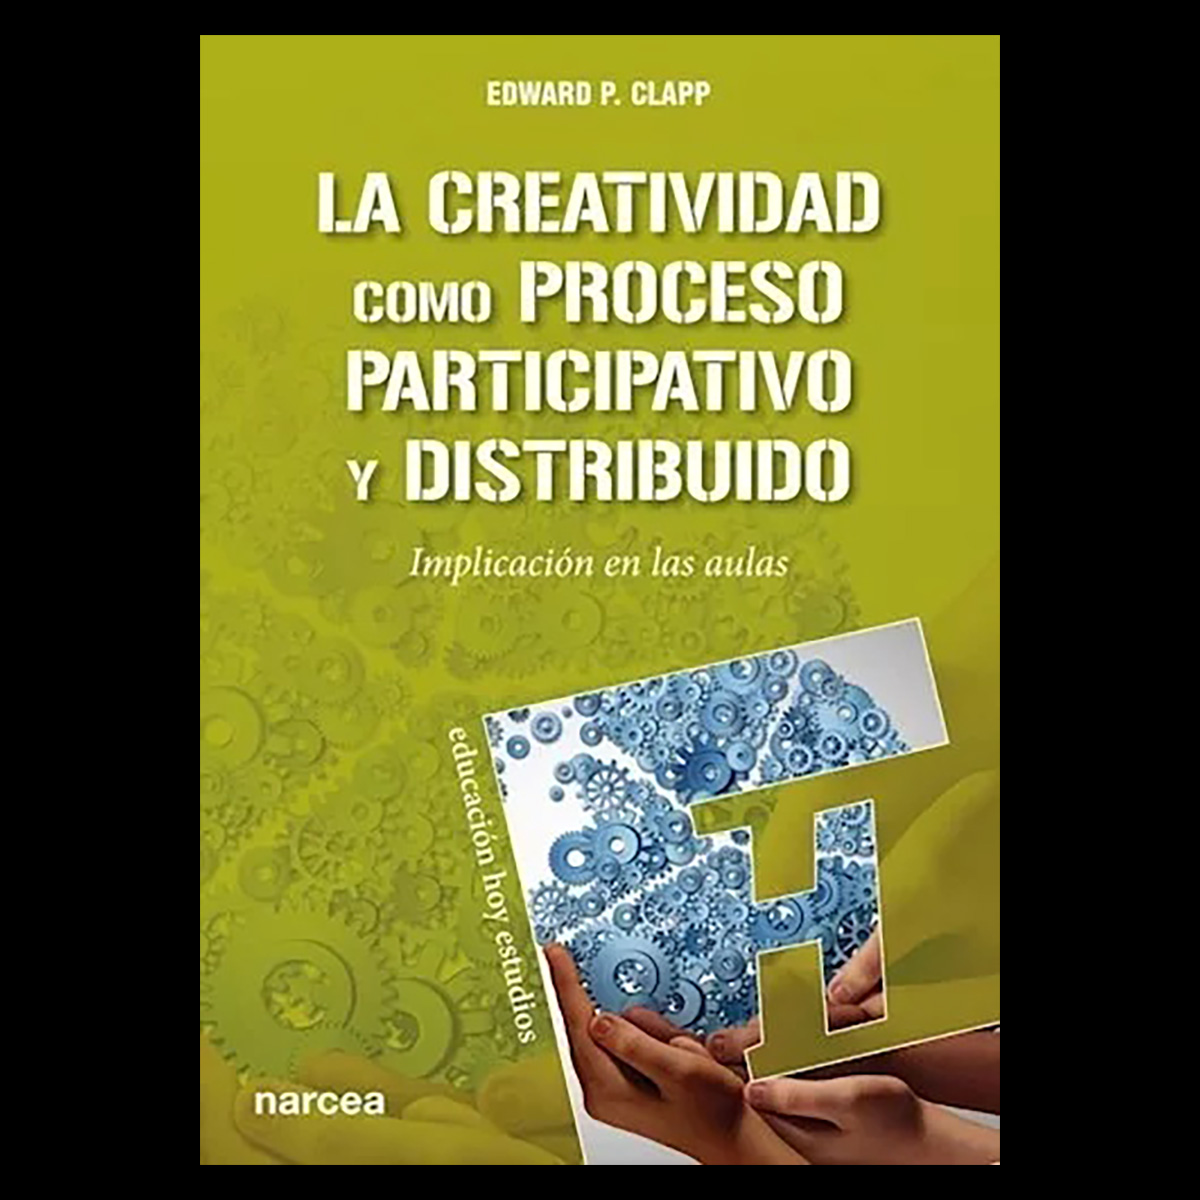 EDWARD P. CLAPP
LA CREATIVIDAD
COMO PROCESO
PARTICIPATIVO
Y DISTRIBUIDO
Implicación en las aulas
educación hoy estudios
narcea